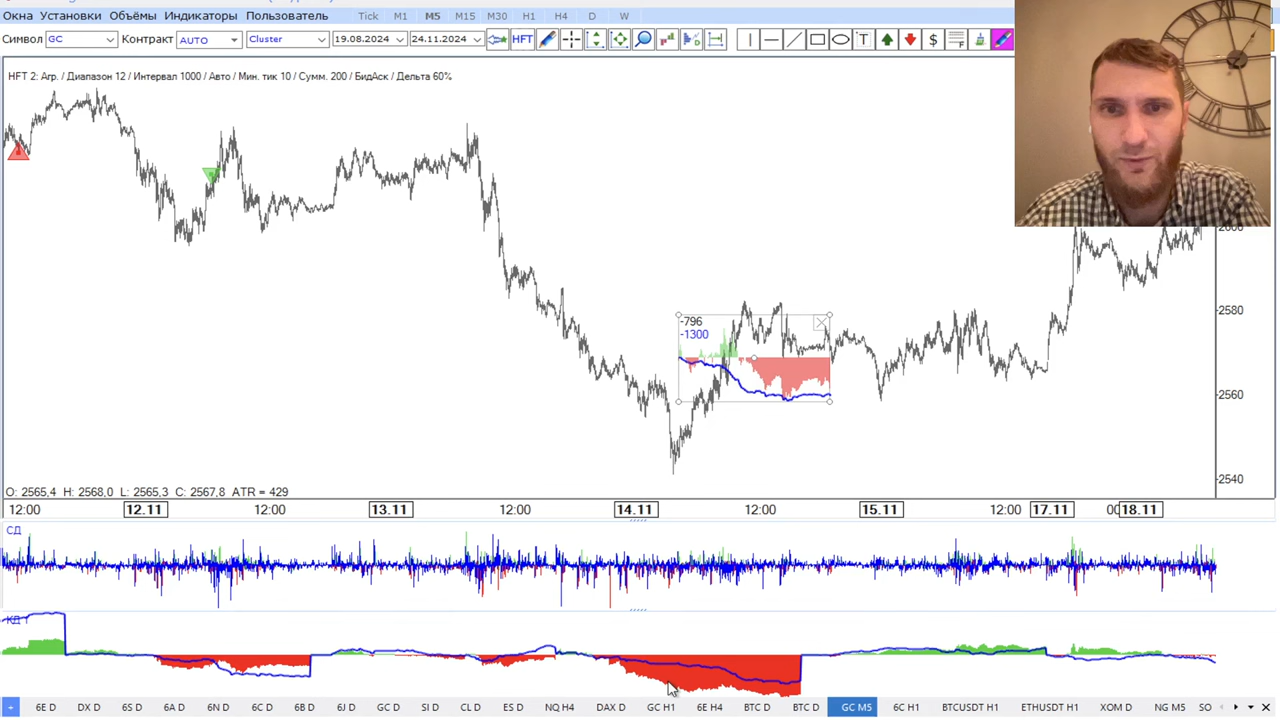 Окна Установки Объёмы Индикаторы Пользователь Tick M1 M5 M15 M30 H1 H4 D W
Символ GC Контракт AUTO Cluster 19.08.2024 24.11.2024 HFT T $
HFT 2: Агр. / Диапазон 12 / Интервал 1000 / Авто / Мин. тик 10 / Сумм. 200 / БидАск / Дельта 60%
2600
2580
-796
-1300
2560
2540
O: 2565,4 H: 2568,0 L: 2565,3 C: 2567,8 ATR = 429
12:00 12.11 12:00 13.11 12:00 14.11 12:00 15.11 12:00 17.11 18.11
СД
КД
+ 6E D DX D 6S D 6A D 6N D 6C D 6B D 6J D GC D SI D CL D ES D NQ H4 DAX D GC H1 6E H4 BTC D BTC D GC M5 6C H1 BTCUSDT H1 ETHUSDT H1 XOM D NG M5 SO